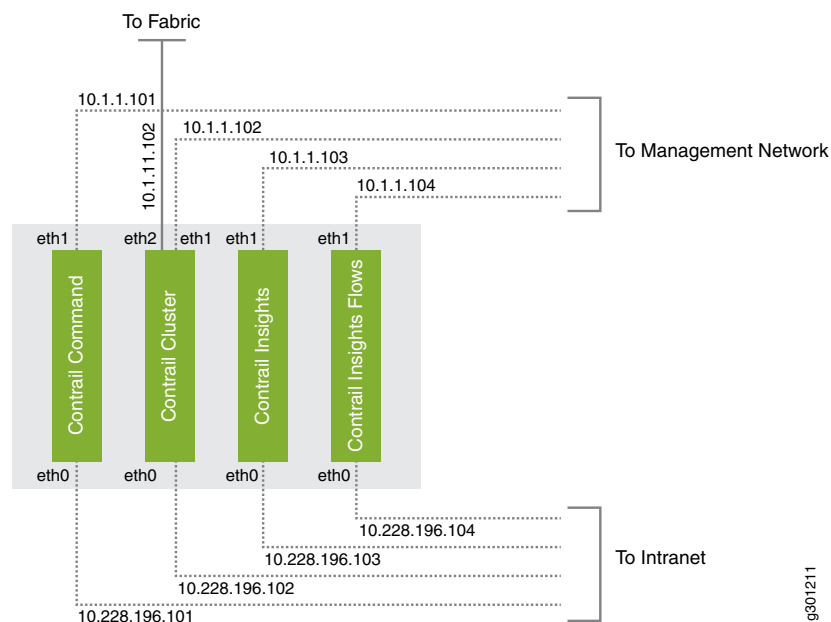 To Fabric
10.1.1.101
10.1.11.102
10.1.1.102
10.1.1.103
10.1.1.104
To Management Network
eth1
eth2
eth1
eth1
eth1
Contrail Command
Contrail Cluster
Contrail Insights
Contrail Insights Flows
eth0
eth0
eth0
eth0
10.228.196.104
10.228.196.103
10.228.196.102
10.228.196.101
To Intranet
g301211